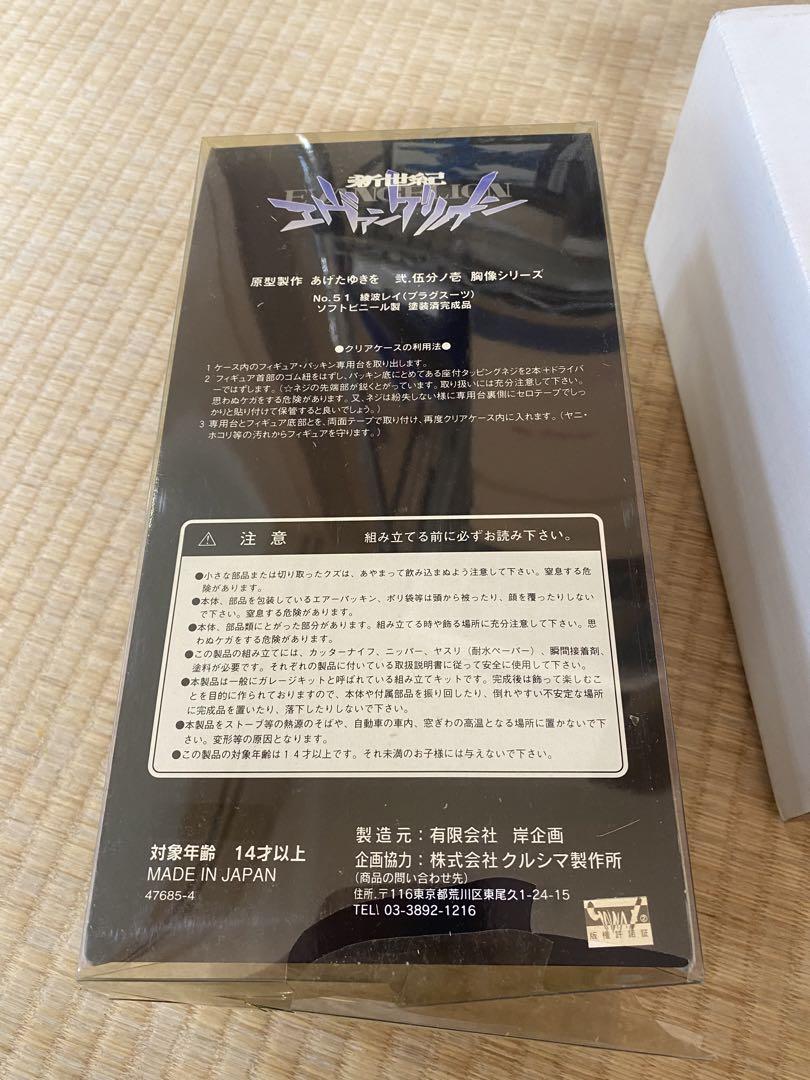 新世紀
EVANGELION
エヴァンゲリオン
原型製作 あげたゆきを 弐.伍分ノ壱 胸像シリーズ
No.51 綾波レイ(プラグスーツ)
ソフトビニール製 塗装済完成品
●クリアケースの利用法●
1 ケース内のフィギュア・パッキン専用台を取り出します。
2 フィギュア首部のゴム紐をはずし、パッキン底にとめてある座付タッピングネジを2本+ドライバ
ーではずします。(☆ネジの先端部が鋭くとがっています。取り扱いには充分注意して下さい。
思わぬケガをする危険があります。又、ネジは紛失しない様に専用台裏側にセロテープでしっ
かりと貼り付けて保管すると良いでしょう。)
3 専用台とフィギュア底部とを、両面テープで取り付け、再度クリアケース内に入れます。(ヤニ・
ホコリ等の汚れからフィギュアを守ります。)
⚠ 注意 組み立てる前に必ずお読み下さい。
●小さな部品または切り取ったクズは、あやまって飲み込まぬよう注意して下さい。窒息する危
険があります。
●本体、部品を包装しているエアーパッキン、ポリ袋等は頭から被ったり、顔を覆ったりしない
で下さい。窒息する危険があります。
●本体、部品類にとがった部分があります。組み立てる時や飾る場所に充分注意して下さい。思
わぬケガをする危険があります。
●この製品の組み立てには、カッターナイフ、ニッパー、ヤスリ(耐水ペーパー)、瞬間接着剤、
塗料が必要です。それぞれの製品に付いている取扱説明書に従って安全に使用して下さい。
●本製品は一般にガレージキットと呼ばれている組み立てキットです。完成後は飾って楽しむこ
とを目的に作られておりますので、本体や付属部品を振り回したり、倒れやすい不安定な場所
に完成品を置いたり、落下したりしないで下さい。
●本製品をストーブ等の熱源のそばや、自動車の車内、窓ぎわの高温となる場所に置かないで下
さい。変形等の原因となります。
●この製品の対象年齢は14才以上です。それ未満のお子様には与えないで下さい。
対象年齢 14才以上
MADE IN JAPAN
47685-4
製造元:有限会社 岸企画
企画協力:株式会社クルシマ製作所
(商品の問い合わせ先)
住所.〒116東京都荒川区東尾久1-24-15
TEL\ 03-3892-1216
GAINAXの
版権許諾証